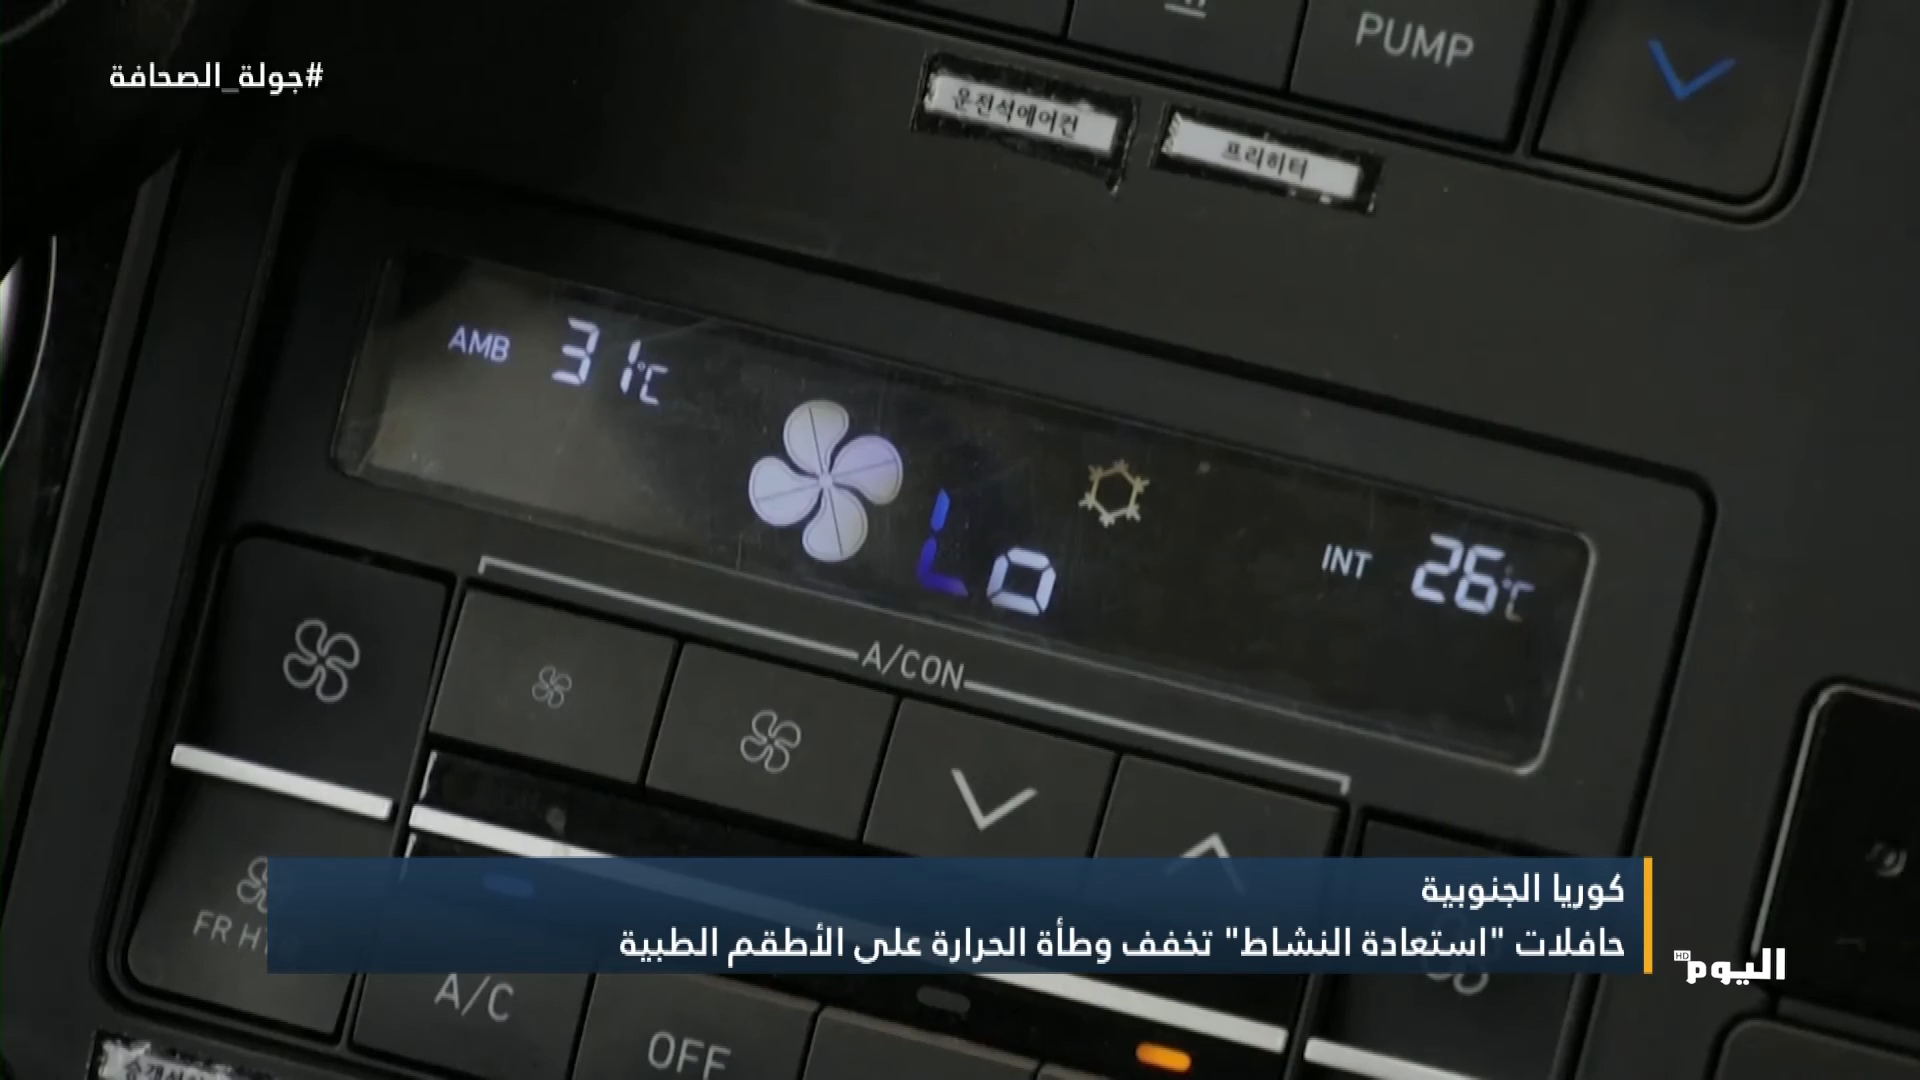 #جولة_الصحافة
PUMP
운전석에어컨
프리히터
AMB 31°C
Lo
INT 26°C
A/CON
FR H
A/C
OFF
كوريا الجنوبية
حافلات "استعادة النشاط" تخفف وطأة الحرارة على الأطقم الطبية
اليوم HD